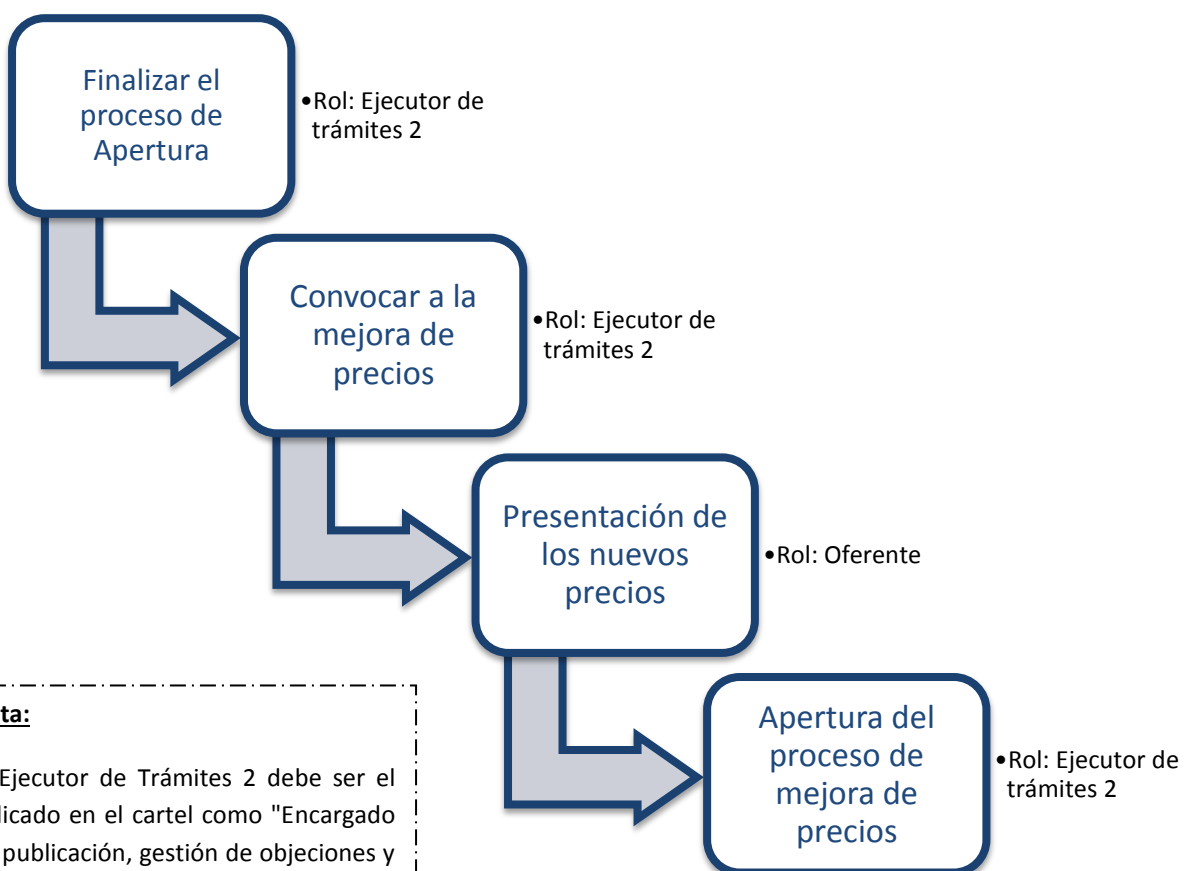 Finalizar el
proceso de
Apertura
•Rol: Ejecutor de
trámites 2
Convocar a la
mejora de
precios
•Rol: Ejecutor de
trámites 2
Presentación de
los nuevos
precios
•Rol: Oferente
Apertura del
proceso de
mejora de
precios
•Rol: Ejecutor de
trámites 2
Ejecutor de Trámites 2 debe ser el
en el cartel como "Encargado
publicación, gestión de objeciones y